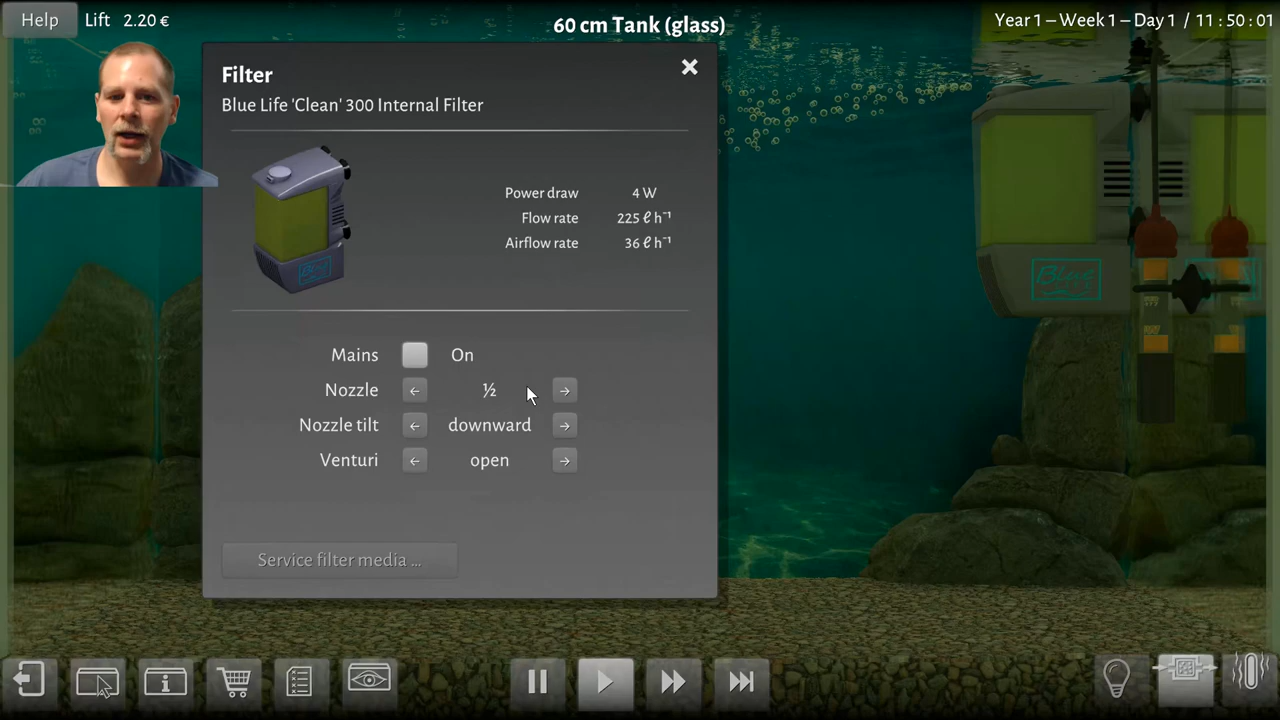 Help
Lift 2.20 €
60 cm Tank (glass)
Year 1 – Week 1 – Day 1 / 11 : 50 : 01
Filter
Blue Life 'Clean' 300 Internal Filter
Power draw 4 W
Flow rate 225 ℓ h⁻¹
Airflow rate 36 ℓ h⁻¹
Blue
Mains On
Nozzle ← ½ →
Nozzle tilt ← downward →
Venturi ← open →
Service filter media ...
Blue